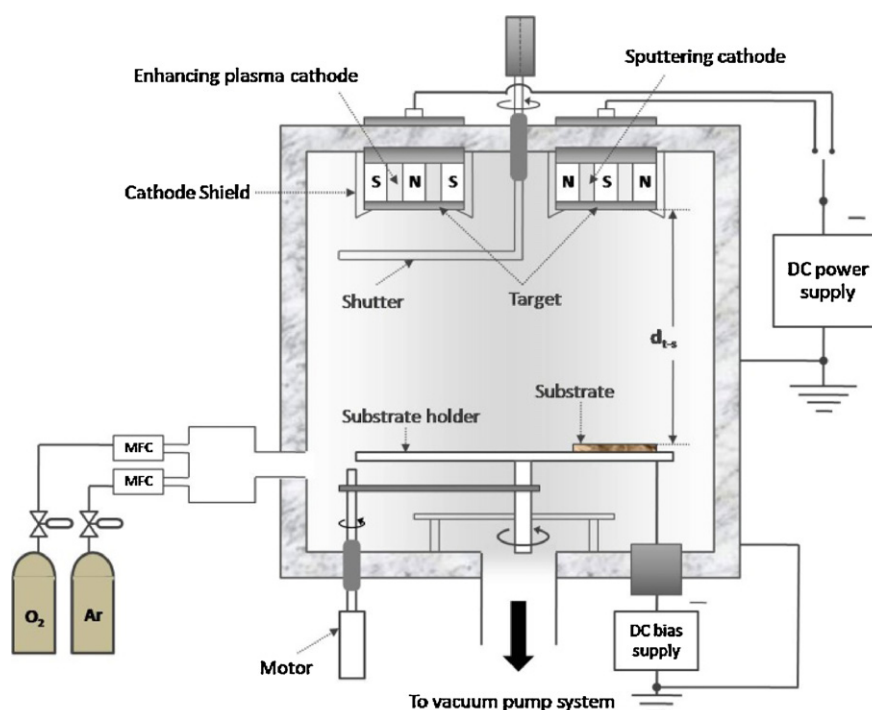 Enhancing plasma cathode
Sputtering cathode
S N S
N S N
Cathode Shield
Shutter
Target
DC power
supply
dt-s
Substrate
Substrate holder
MFC
MFC
O2
Ar
Motor
DC bias
supply
To vacuum pump system